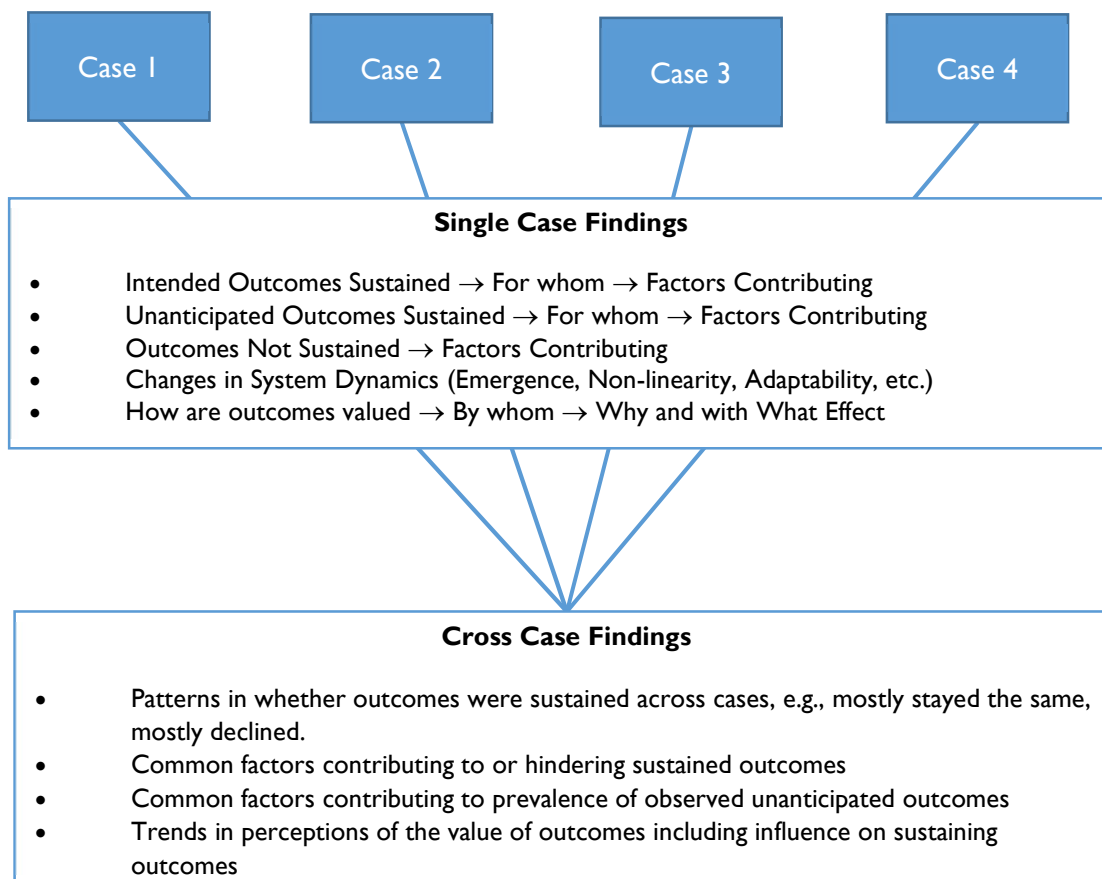 Case 1
Case 2
Case 3
Case 4
Single Case Findings
• Intended Outcomes Sustained → For whom → Factors Contributing
• Unanticipated Outcomes Sustained → For whom → Factors Contributing
• Outcomes Not Sustained → Factors Contributing
• Changes in System Dynamics (Emergence, Non-linearity, Adaptability, etc.)
• How are outcomes valued → By whom → Why and with What Effect
Cross Case Findings
• Patterns in whether outcomes were sustained across cases, e.g., mostly stayed the same,
mostly declined.
• Common factors contributing to or hindering sustained outcomes
• Common factors contributing to prevalence of observed unanticipated outcomes
• Trends in perceptions of the value of outcomes including influence on sustaining
outcomes